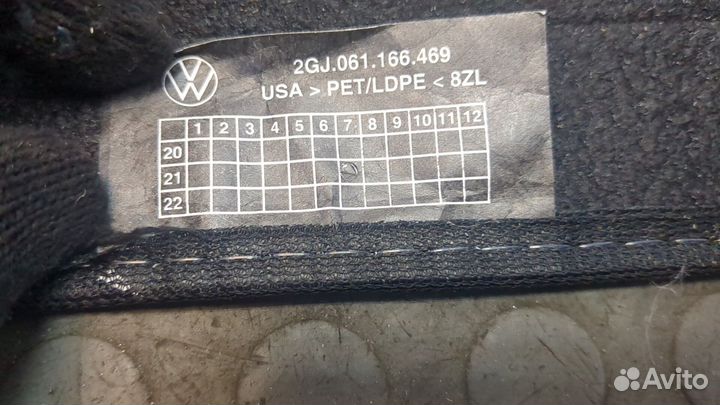 2GJ.061.166.469
USA > PET/LDPE < 8ZL
1 2 3 4 5 6 7 8 9 10 11 12
20
21
22
Avito